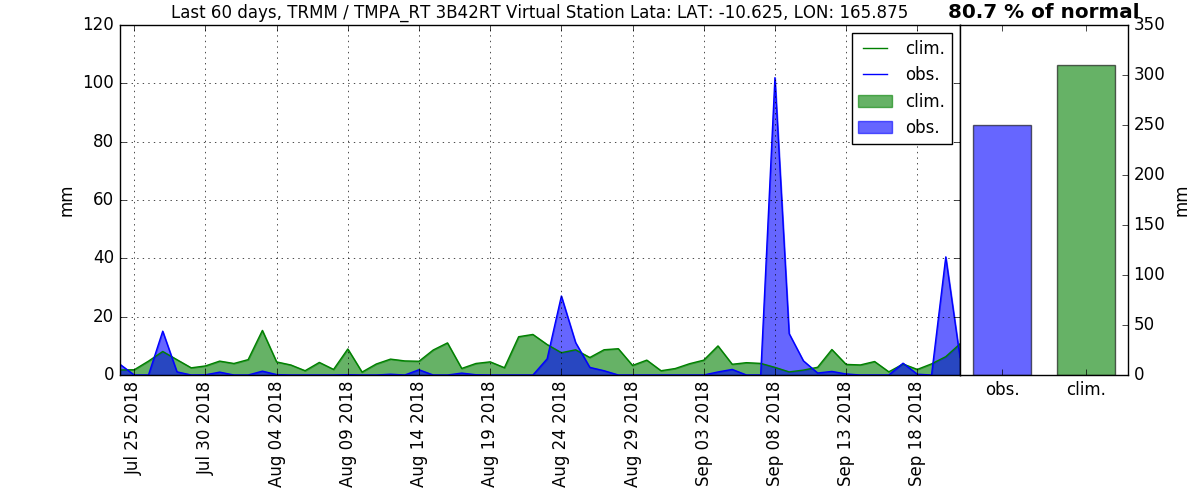 Last 60 days, TRMM / TMPA_RT 3B42RT Virtual Station Lata: LAT: -10.625, LON: 165.875
80.7 % of normal
120
100
80
60
40
20
0
mm
clim.
obs.
clim.
obs.
Jul 25 2018
Jul 30 2018
Aug 04 2018
Aug 09 2018
Aug 14 2018
Aug 19 2018
Aug 24 2018
Aug 29 2018
Sep 03 2018
Sep 08 2018
Sep 13 2018
Sep 18 2018
350
300
250
200
150
100
50
0
mm
obs.
clim.